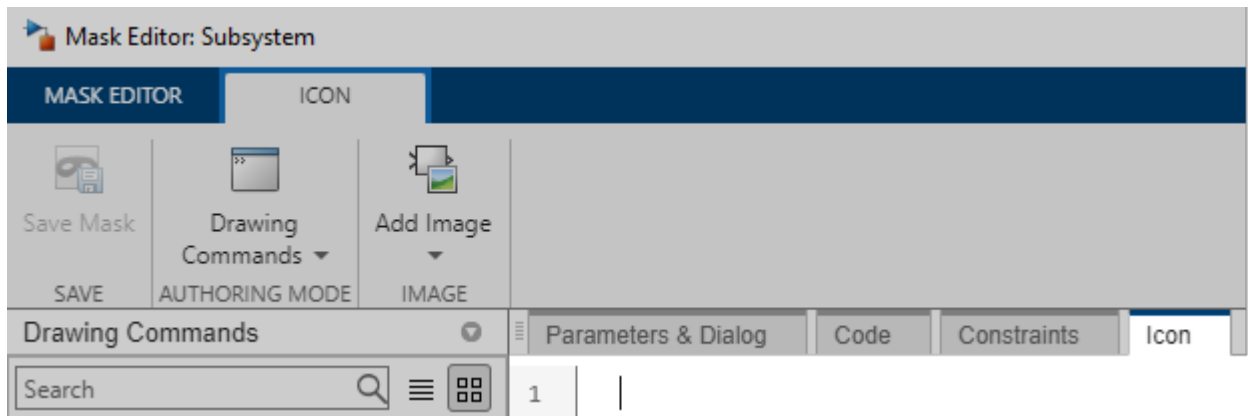 Mask Editor: Subsystem
MASK EDITOR ICON
Save Mask Drawing Commands Add Image
SAVE AUTHORING MODE IMAGE
Drawing Commands Parameters & Dialog Code Constraints Icon
Search 1